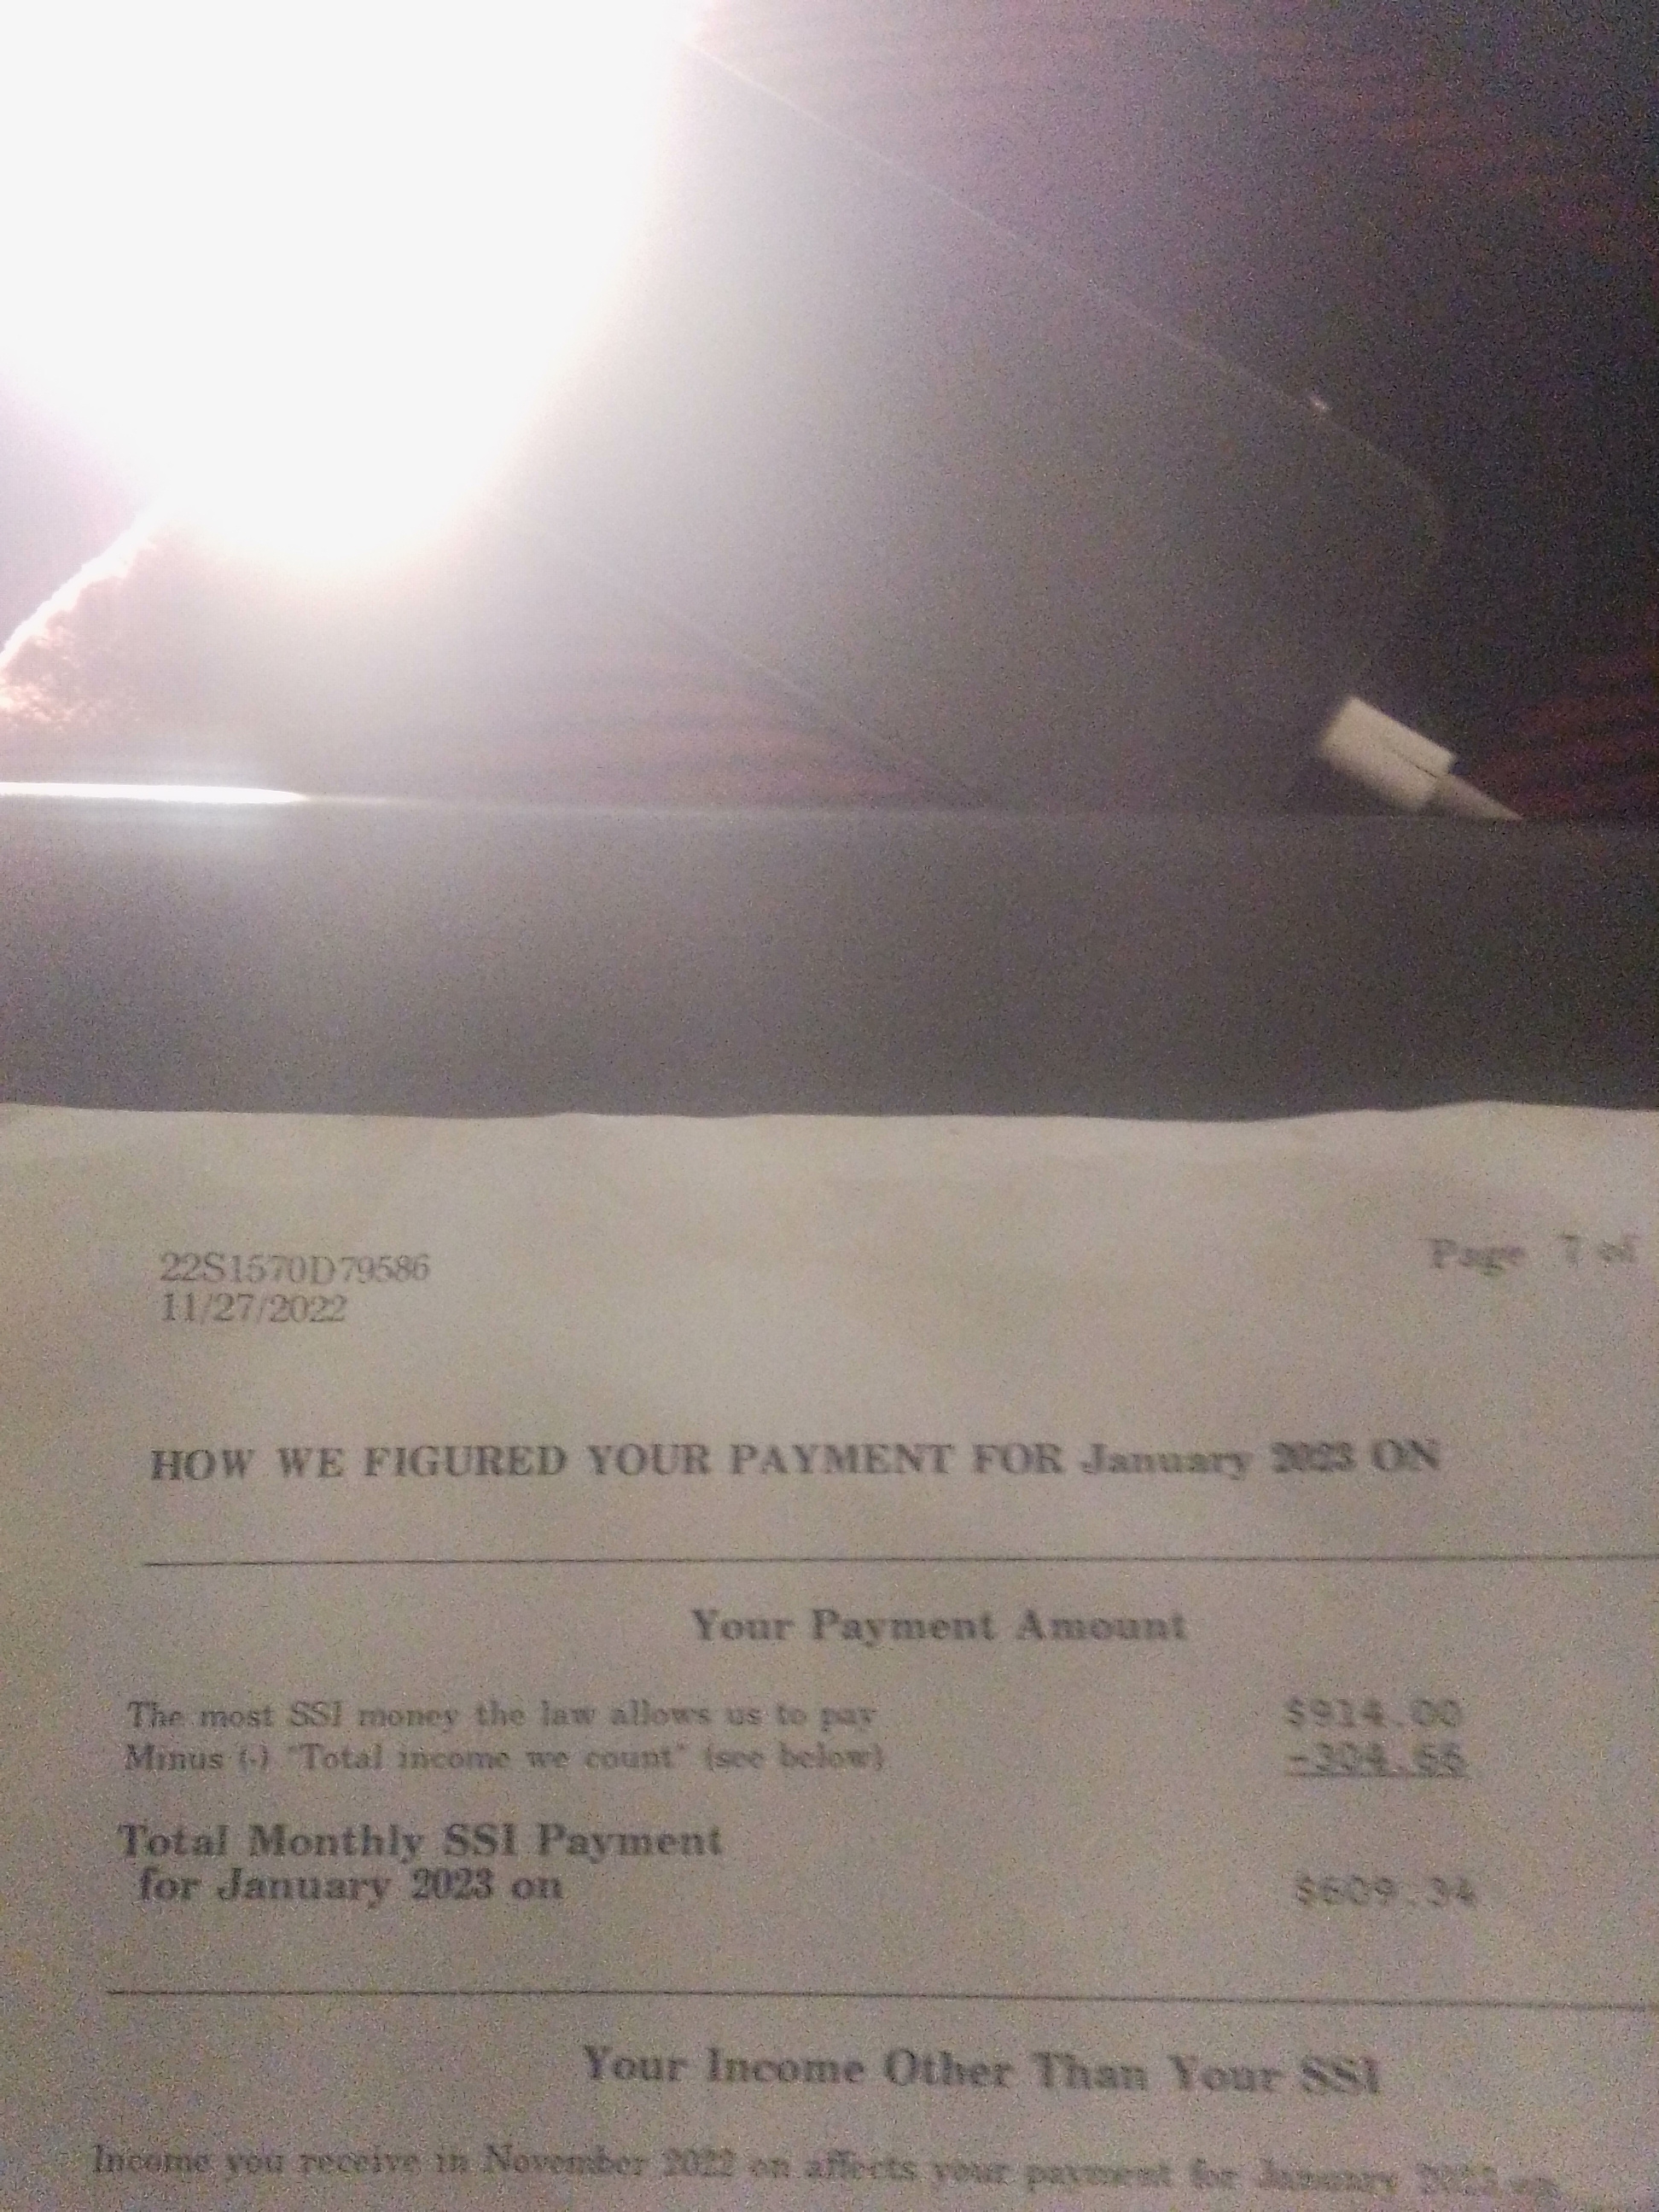 22S1570D79586
Page 7 of
11/27/2022
HOW WE FIGURED YOUR PAYMENT FOR January 2023 ON
Your Payment Amount
The most SSI money the law allows us to pay $914.00
Minus (-) "Total income we count" (see below) -304.66
Total Monthly SSI Payment
for January 2023 on $609.34
Your Income Other Than Your SSI
Income you receive in November 2022 on affects your payment for January 2023 on